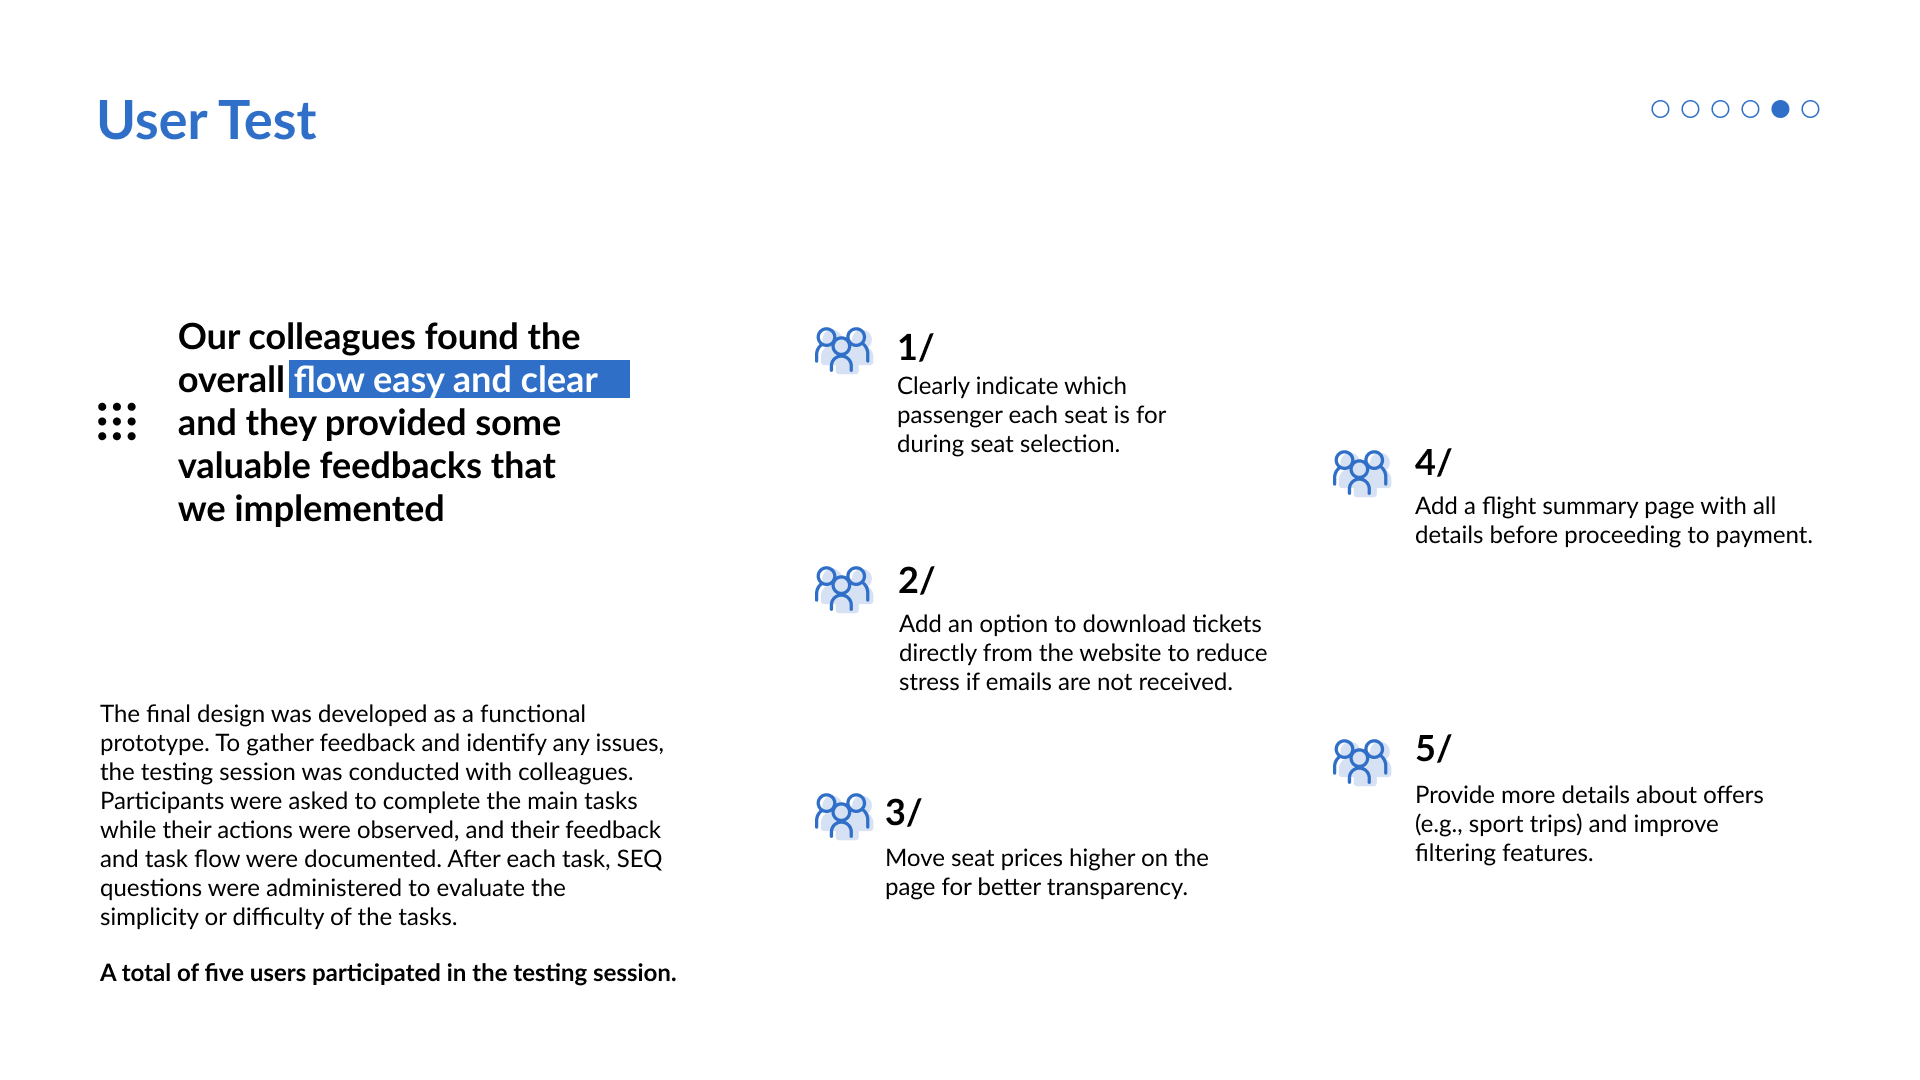 User Test
Our colleagues found the
overall flow easy and clear
and they provided some
valuable feedbacks that
we implemented
The final design was developed as a functional
prototype. To gather feedback and identify any issues,
the testing session was conducted with colleagues.
Participants were asked to complete the main tasks
while their actions were observed, and their feedback
and task flow were documented. After each task, SEQ
questions were administered to evaluate the
simplicity or difficulty of the tasks.
A total of five users participated in the testing session.
1/
Clearly indicate which
passenger each seat is for
during seat selection.
2/
Add an option to download tickets
directly from the website to reduce
stress if emails are not received.
3/
Move seat prices higher on the
page for better transparency.
4/
Add a flight summary page with all
details before proceeding to payment.
5/
Provide more details about offers
(e.g., sport trips) and improve
filtering features.